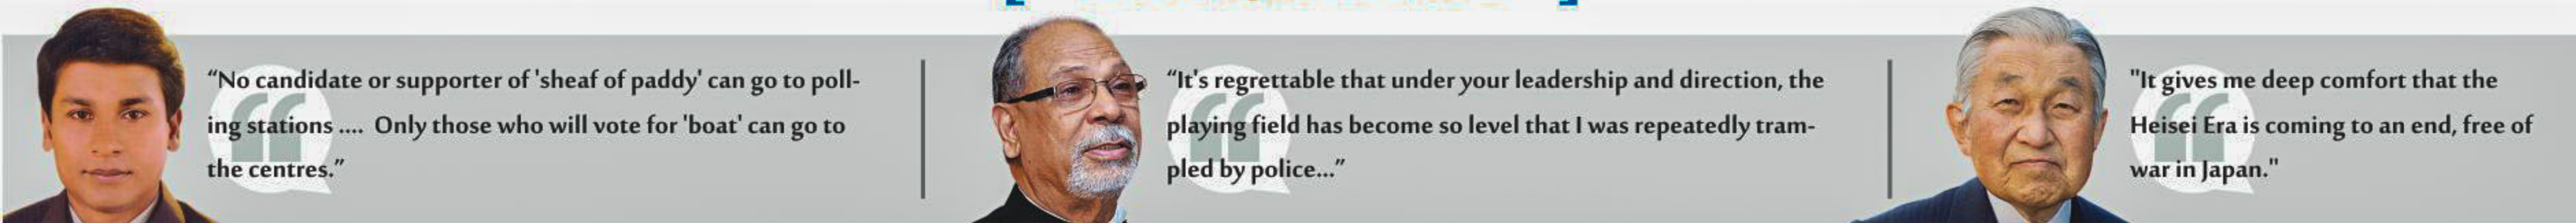 “No candidate or supporter of 'sheaf of paddy' can go to poll-
ing stations .... Only those who will vote for 'boat' can go to
the centres.”
“It's regrettable that under your leadership and direction, the
playing field has become so level that I was repeatedly tram-
pled by police...”
"It gives me deep comfort that the
Heisei Era is coming to an end, free of
war in Japan."